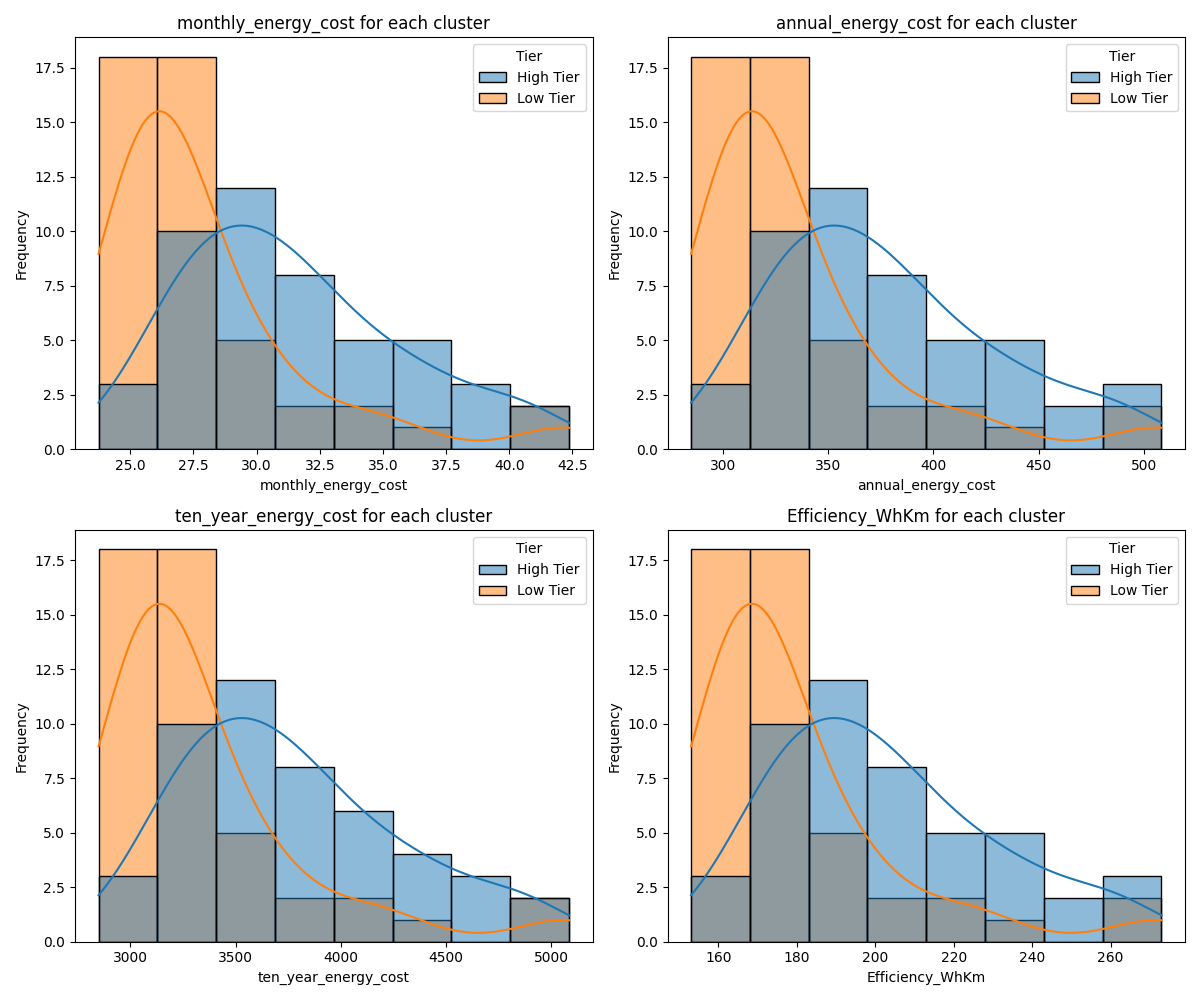 monthly_energy_cost for each cluster
17.5
15.0
12.5
10.0
7.5
5.0
2.5
0.0
Frequency
Tier
High Tier
Low Tier
25.0 27.5 30.0 32.5 35.0 37.5 40.0 42.5
monthly_energy_cost
annual_energy_cost for each cluster
17.5
15.0
12.5
10.0
7.5
5.0
2.5
0.0
Frequency
Tier
High Tier
Low Tier
300 350 400 450 500
annual_energy_cost
ten_year_energy_cost for each cluster
17.5
15.0
12.5
10.0
7.5
5.0
2.5
0.0
Frequency
Tier
High Tier
Low Tier
3000 3500 4000 4500 5000
ten_year_energy_cost
Efficiency_WhKm for each cluster
17.5
15.0
12.5
10.0
7.5
5.0
2.5
0.0
Frequency
Tier
High Tier
Low Tier
160 180 200 220 240 260
Efficiency_WhKm